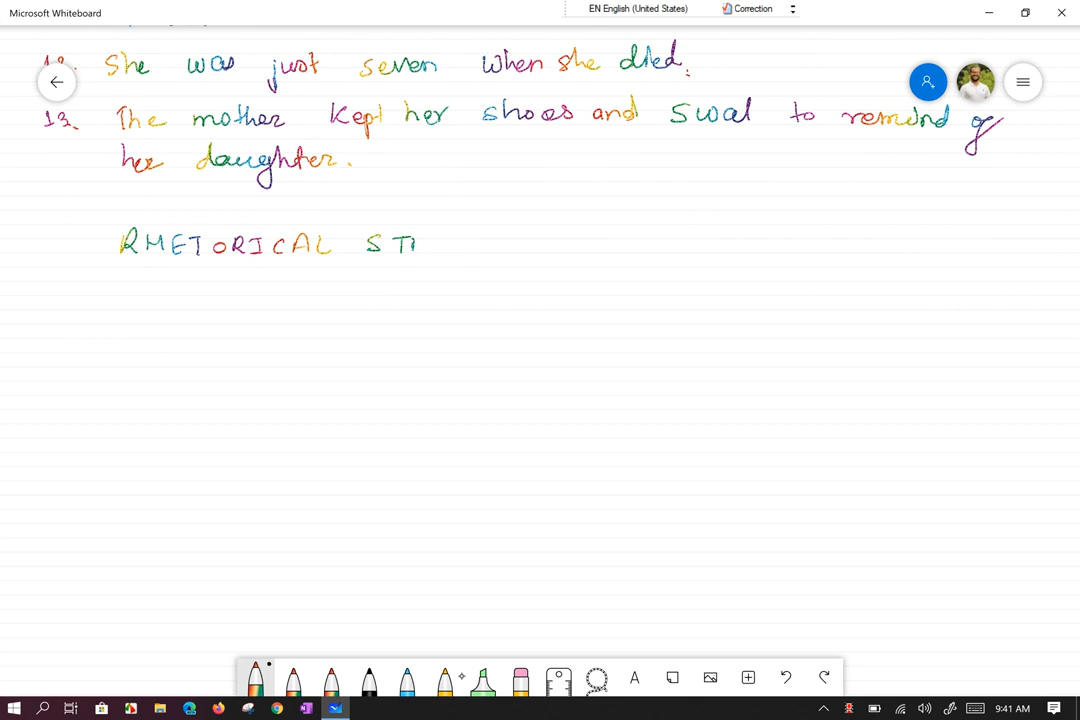 Microsoft Whiteboard
EN English (United States)
Correction
She was just seven when she died.
13. The mother kept her shoes and swal to remind of
her daughter.
RHETORICAL ST
A
9:41 AM